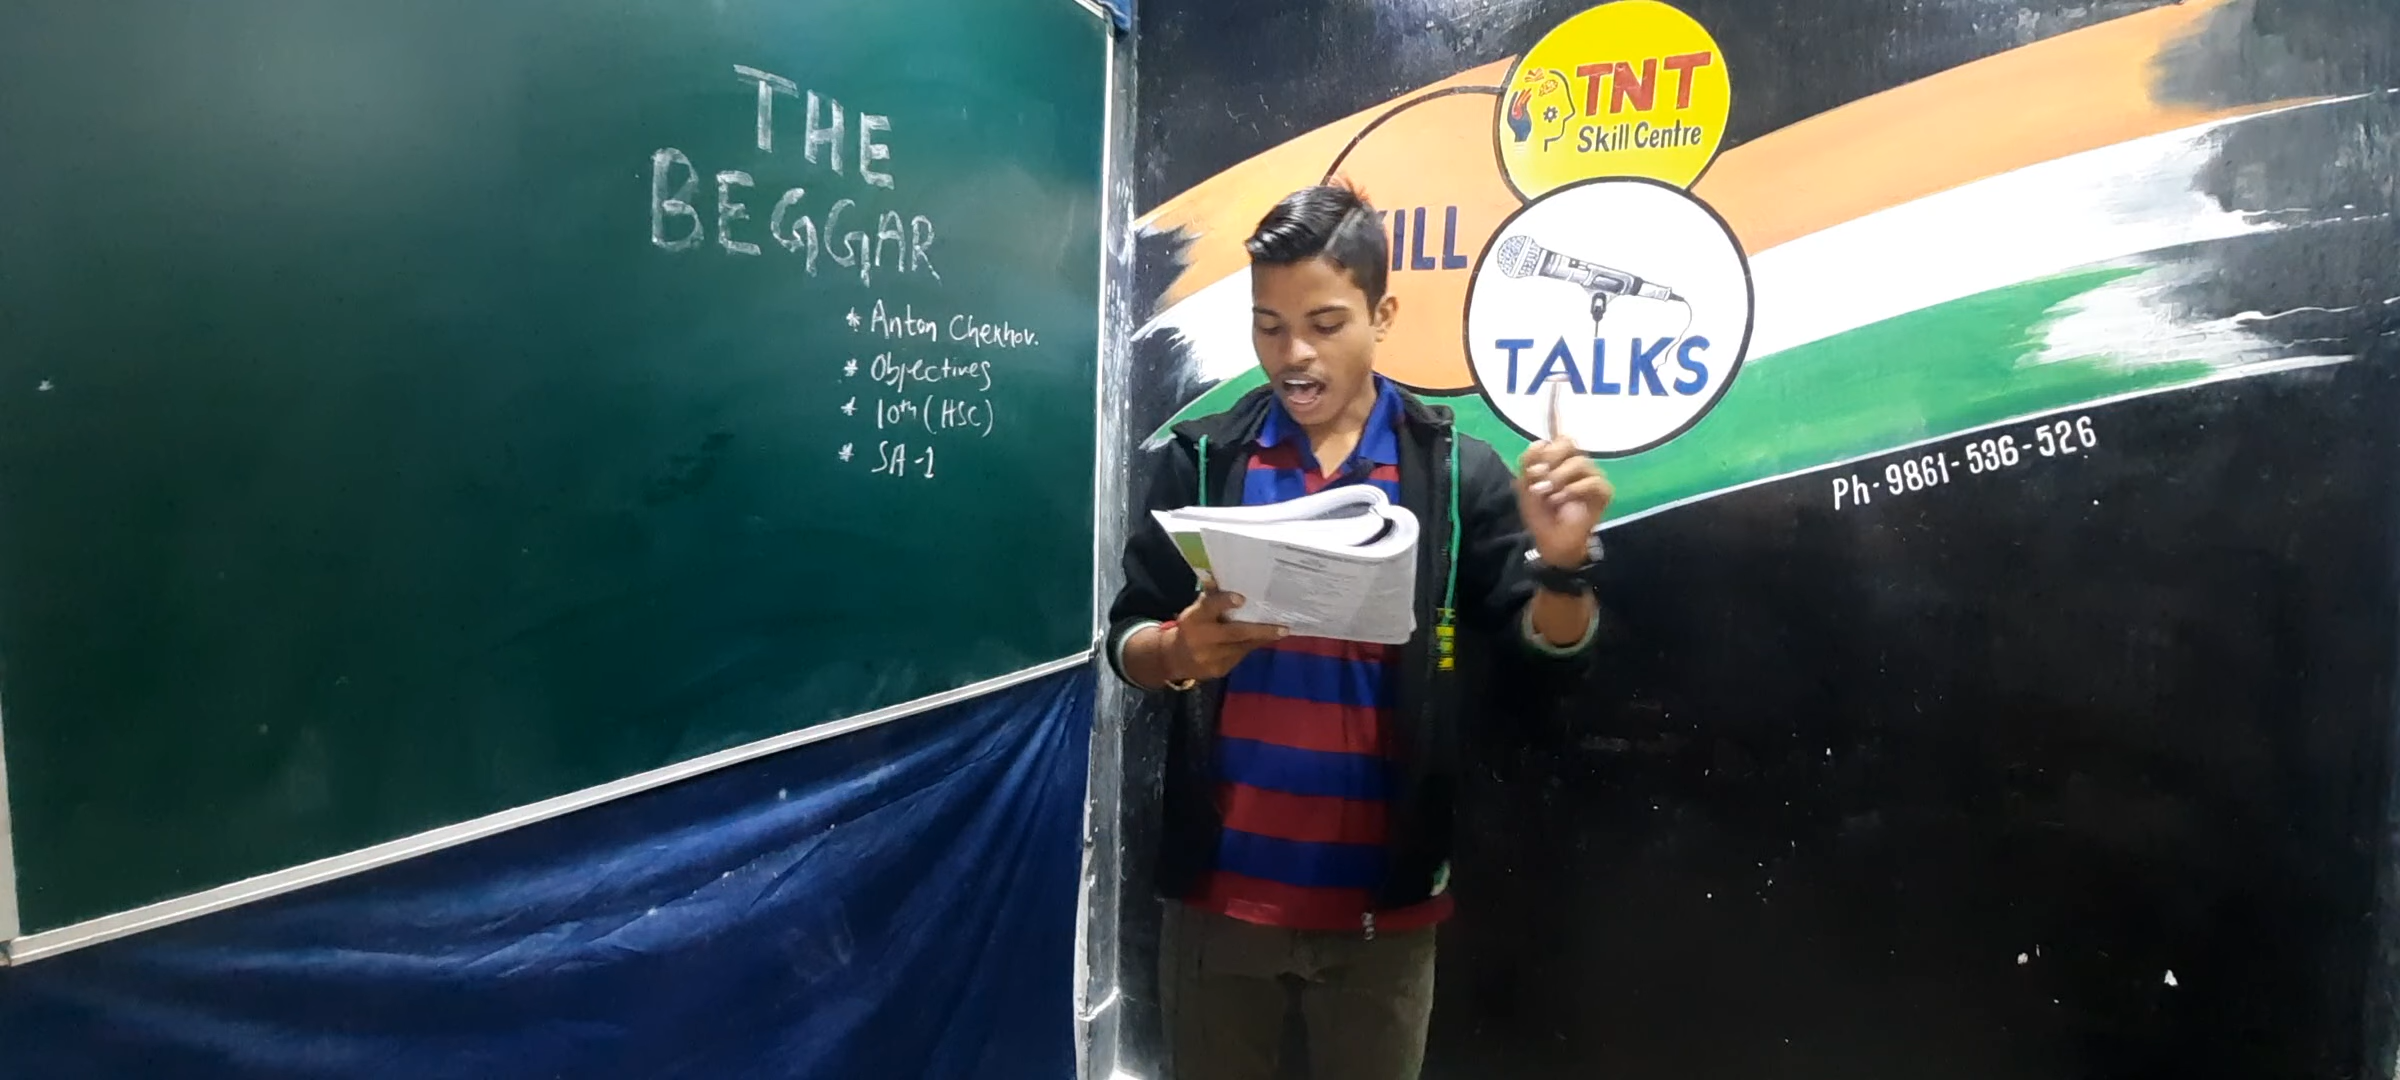 THE
BEGGAR
* Anton Chekhov.
* Objectives
* 10th (HSC)
* SA-1
TNT
Skill Centre
ILL
TALKS
Ph-9861-536-526